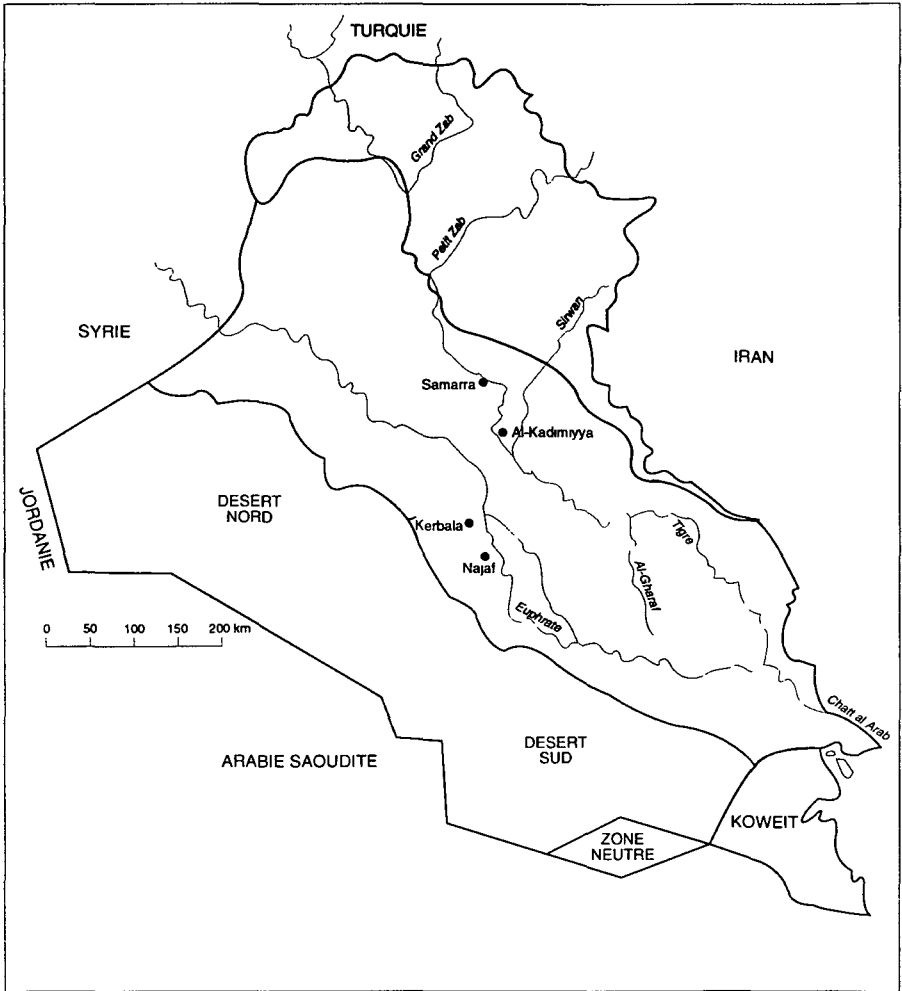 TURQUIE
Grand Zab
Petit Zab
Sirwan
SYRIE
IRAN
Samarra
Al-Kadimiyya
DESERT
NORD
JORDANIE
Kerbala
Najaf
Tigre
Al-Gharaf
Euphrate
0 50 100 150 200 km
Chatt al Arab
ARABIE SAOUDITE
DESERT
SUD
KOWEIT
ZONE
NEUTRE